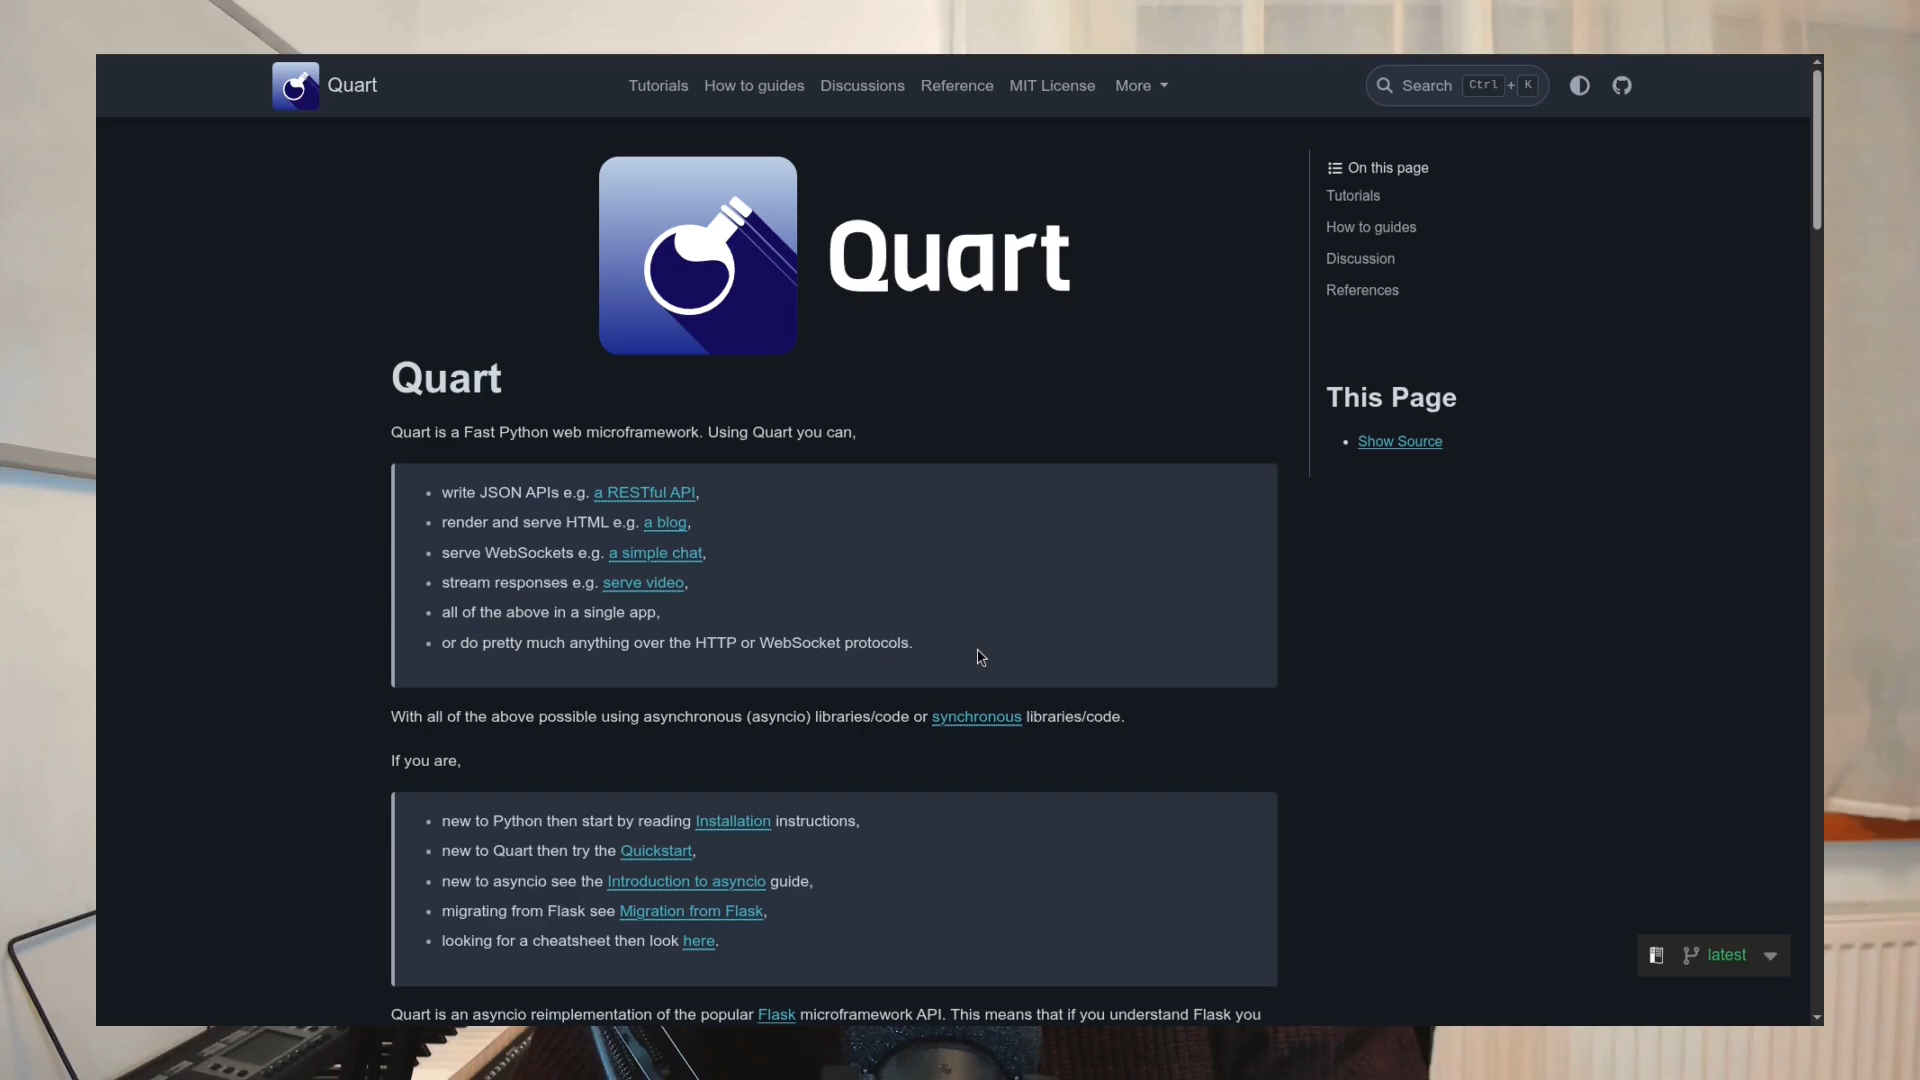 Quart
Tutorials How to guides Discussions Reference MIT License More
Search Ctrl + K
Quart
On this page
Tutorials
How to guides
Discussion
References
This Page
Show Source
Quart
Quart is a Fast Python web microframework. Using Quart you can,
write JSON APIs e.g. a RESTful API,
render and serve HTML e.g. a blog,
serve WebSockets e.g. a simple chat,
stream responses e.g. serve video,
all of the above in a single app,
or do pretty much anything over the HTTP or WebSocket protocols.
With all of the above possible using asynchronous (asyncio) libraries/code or synchronous libraries/code.
If you are,
new to Python then start by reading Installation instructions,
new to Quart then try the Quickstart,
new to asyncio see the Introduction to asyncio guide,
migrating from Flask see Migration from Flask,
looking for a cheatsheet then look here.
latest
Quart is an asyncio reimplementation of the popular Flask microframework API. This means that if you understand Flask you